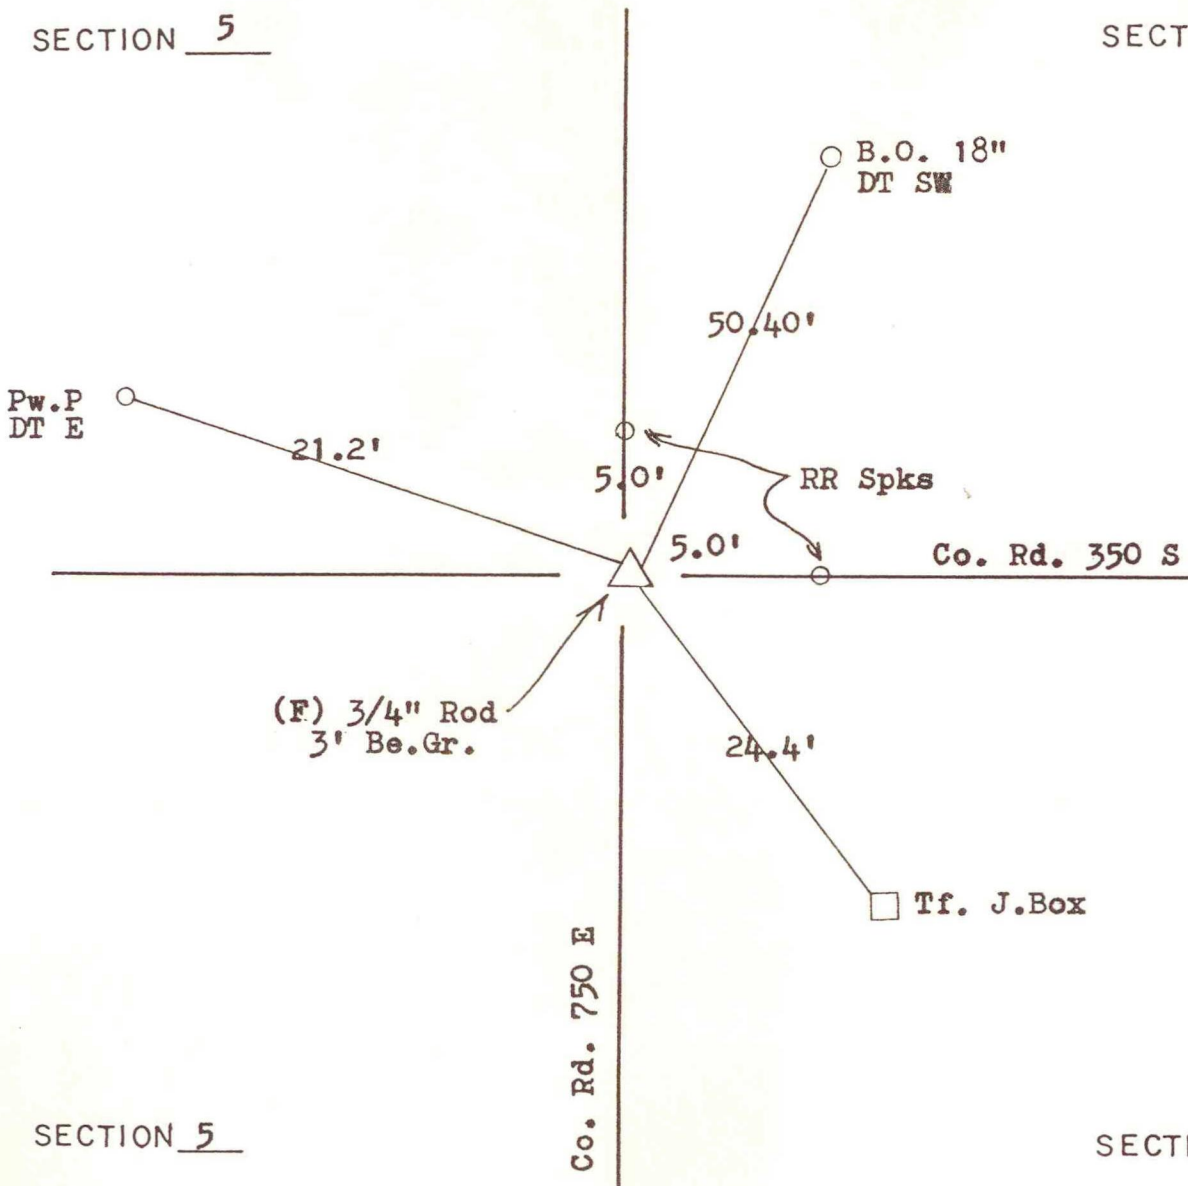 SECTION 5
SECT
B.O. 18"
DT SW
50.40'
Pw.P
DT E
21.2'
5.0'
RR Spks
5.0'
Co. Rd. 350 S
(F) 3/4" Rod
3' Be.Gr.
24.4'
Tf. J.Box
Co. Rd. 750 E
SECTION 5
SECTI